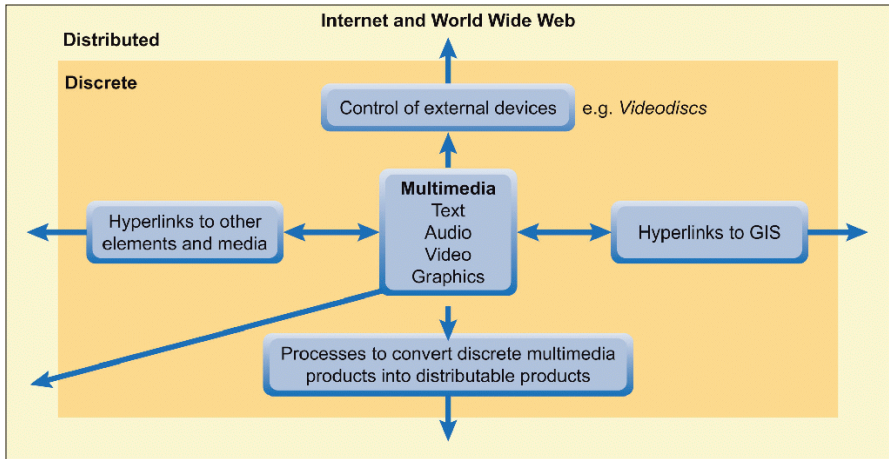 Internet and World Wide Web
Distributed
Discrete
Control of external devices
e.g. Videodiscs
Multimedia
Text
Audio
Video
Graphics
Hyperlinks to other
elements and media
Hyperlinks to GIS
Processes to convert discrete multimedia
products into distributable products